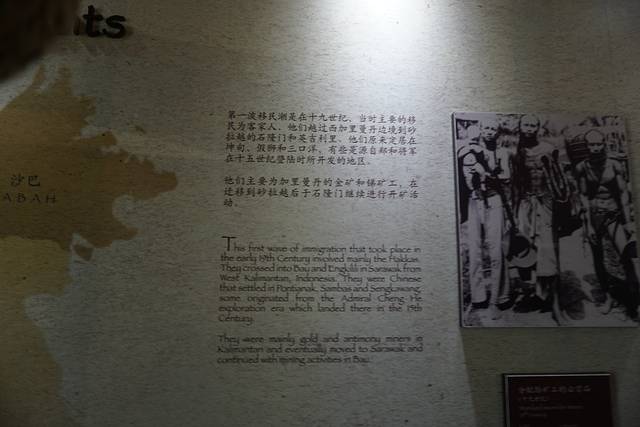 ts
沙巴
ABAH
第一波移民潮是在十九世纪，当时主要的移
民为客家人。他们越过西加里曼丹边境到砂
拉越的石隆门和英吉利里。他们原来定居在
坤甸、假狮和三口洋，有些是源自郑和将军
在十五世纪登陆时所开发的地区。
他们主要为加里曼丹的金矿和锑矿工，在
迁移到砂拉越后于石隆门继续进行开矿活
动。
This first wave of immigration that took place in
the early 19th Century involved mainly the Hakkas.
They crossed into Bau and Engkilili in Sarawak from
West Kalimantan, Indonesia. They were Chinese
that settled in Pontianak, Sambas and Sengkawang,
some originated from the Admiral Cheng He
exploration era which landed there in the 15th
Century.
They were mainly gold and antimony miners in
Kalimantan and eventually moved to Sarawak and
continued with mining activities in Bau.